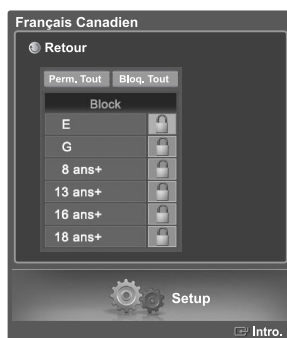 Français Canadien
Retour
Perm. Tout Bloq. Tout
Block
E
G
8 ans+
13 ans+
16 ans+
18 ans+
Setup
Intro.